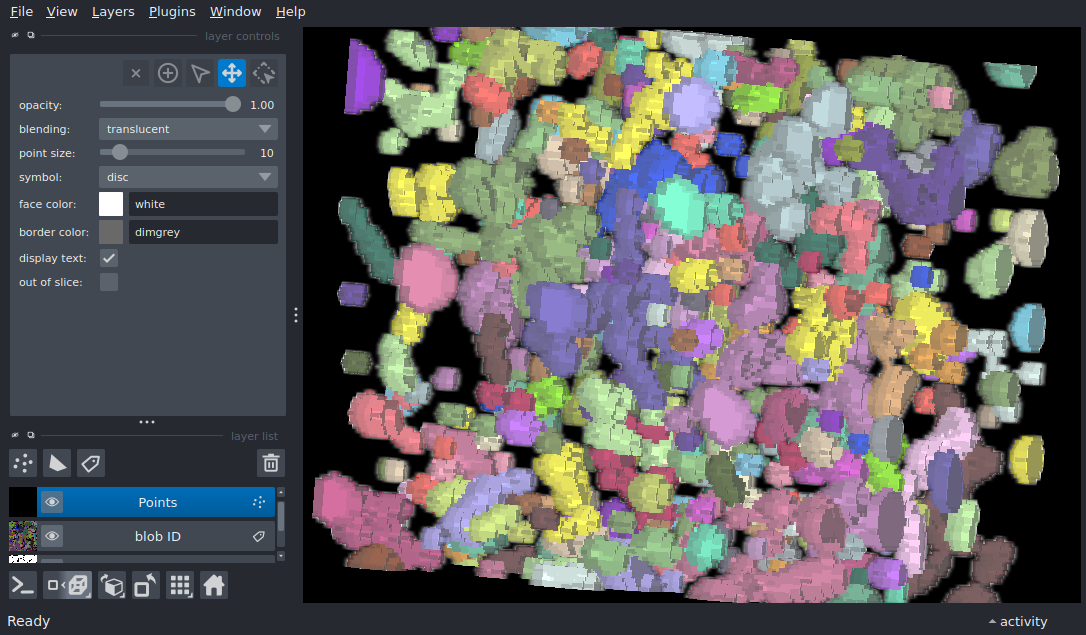 File View Layers Plugins Window Help
layer controls
opacity: 1.00
blending: translucent
point size: 10
symbol: disc
face color: white
border color: dimgrey
display text:
out of slice:
layer list
Points
blob ID
Ready
activity